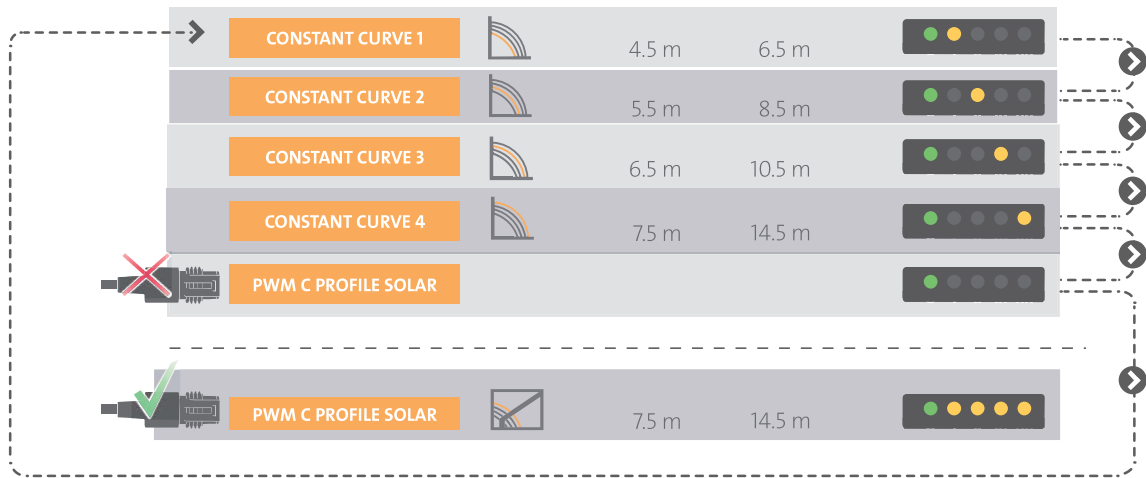 CONSTANT CURVE 1 4.5 m 6.5 m
CONSTANT CURVE 2 5.5 m 8.5 m
CONSTANT CURVE 3 6.5 m 10.5 m
CONSTANT CURVE 4 7.5 m 14.5 m
PWM C PROFILE SOLAR
PWM C PROFILE SOLAR 7.5 m 14.5 m